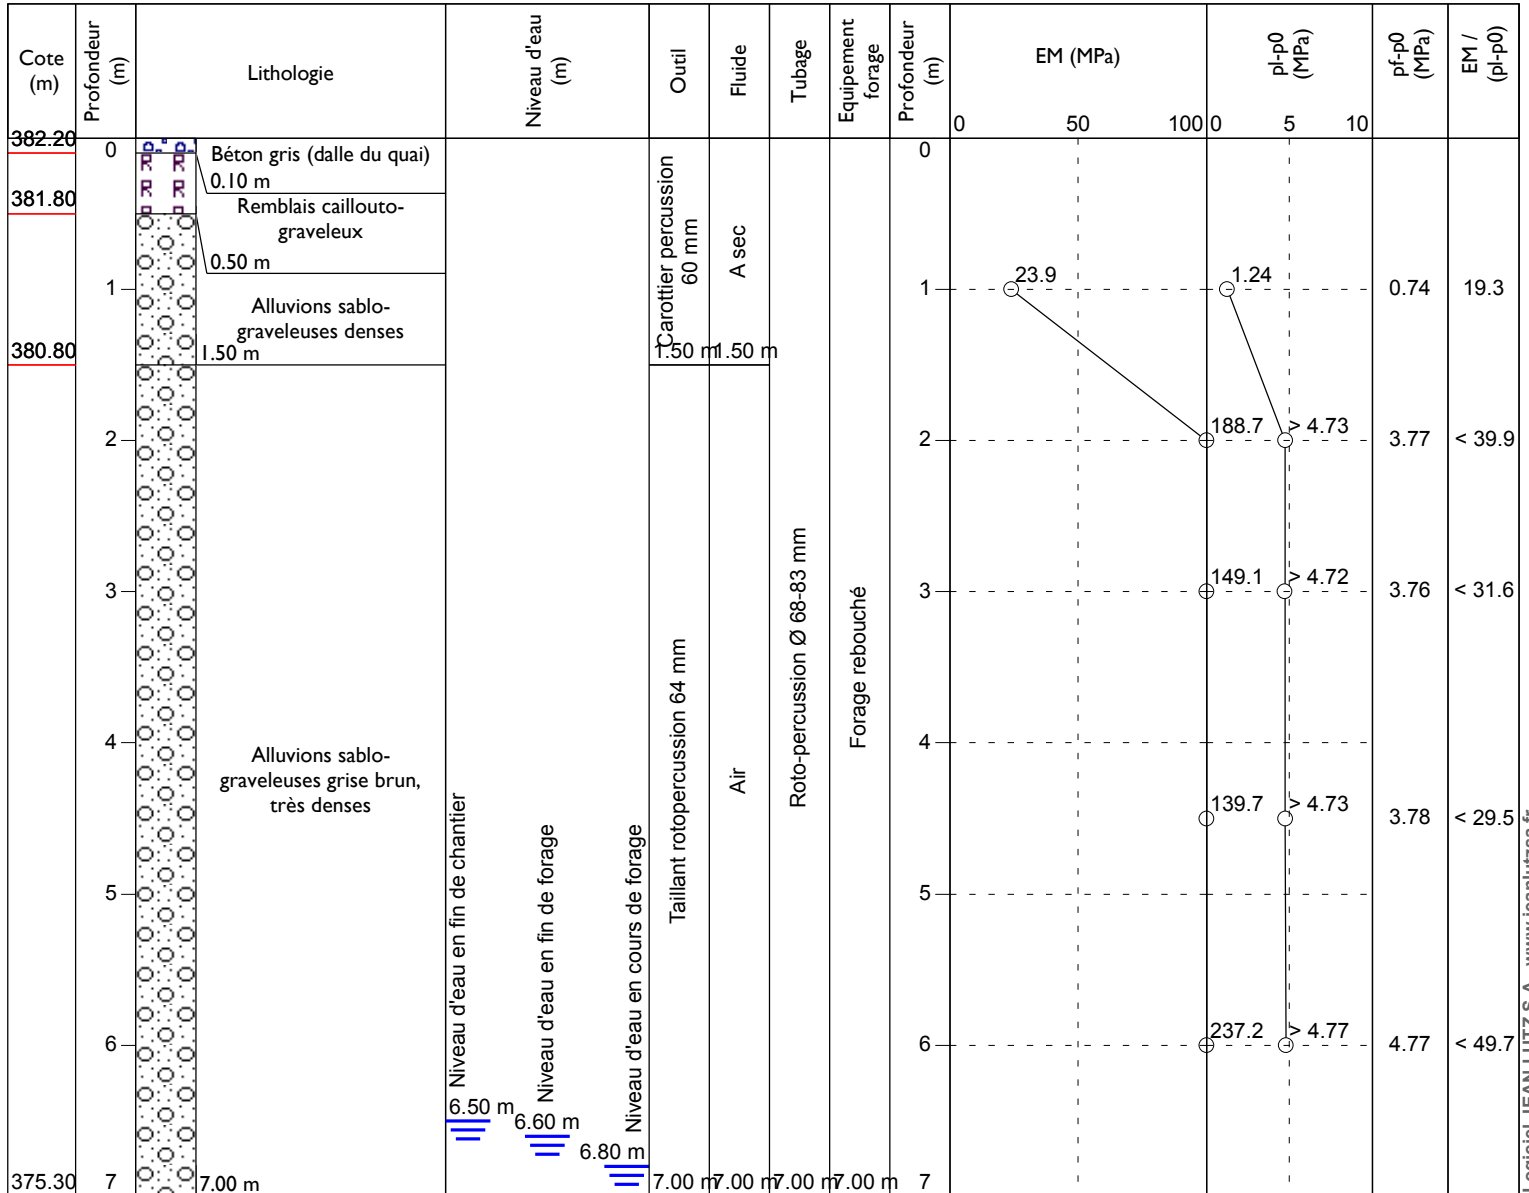 Cote
(m)
Profondeur
(m)
Lithologie
Niveau d'eau
(m)
Outil
Fluide
Tubage
Equipement
forage
Profondeur
(m)
EM (MPa)
0 50 100
pl-p0
(MPa)
0 5 10
pf-p0
(MPa)
EM /
(pl-p0)
382.20
0
Béton gris (dalle du quai)
0.10 m
381.80
Remblais caillouto-
graveleux
0.50 m
1
Alluvions sablo-
graveleuses denses
380.80
1.50 m
Carottier percussion
60 mm
1.50 m
A sec
1.50 m
2
3
4
Alluvions sablo-
graveleuses grise brun,
très denses
5
6
375.30
7
7.00 m
Niveau d'eau en fin de chantier
6.50 m
Niveau d'eau en fin de forage
6.60 m
Niveau d'eau en cours de forage
6.80 m
Taillant rotopercussion 64 mm
7.00 m
Air
7.00 m
Roto-percussion Ø 68-83 mm
7.00 m
Forage rebouché
7.00 m
0
1
23.9
1.24
0.74
19.3
2
188.7
> 4.73
3.77
< 39.9
3
149.1
> 4.72
3.76
< 31.6
4
139.7
> 4.73
3.78
< 29.5
5
6
237.2
> 4.77
4.77
< 49.7
7
Logiciel JEAN LUTZ S.A - www.jeanlutzsa.fr